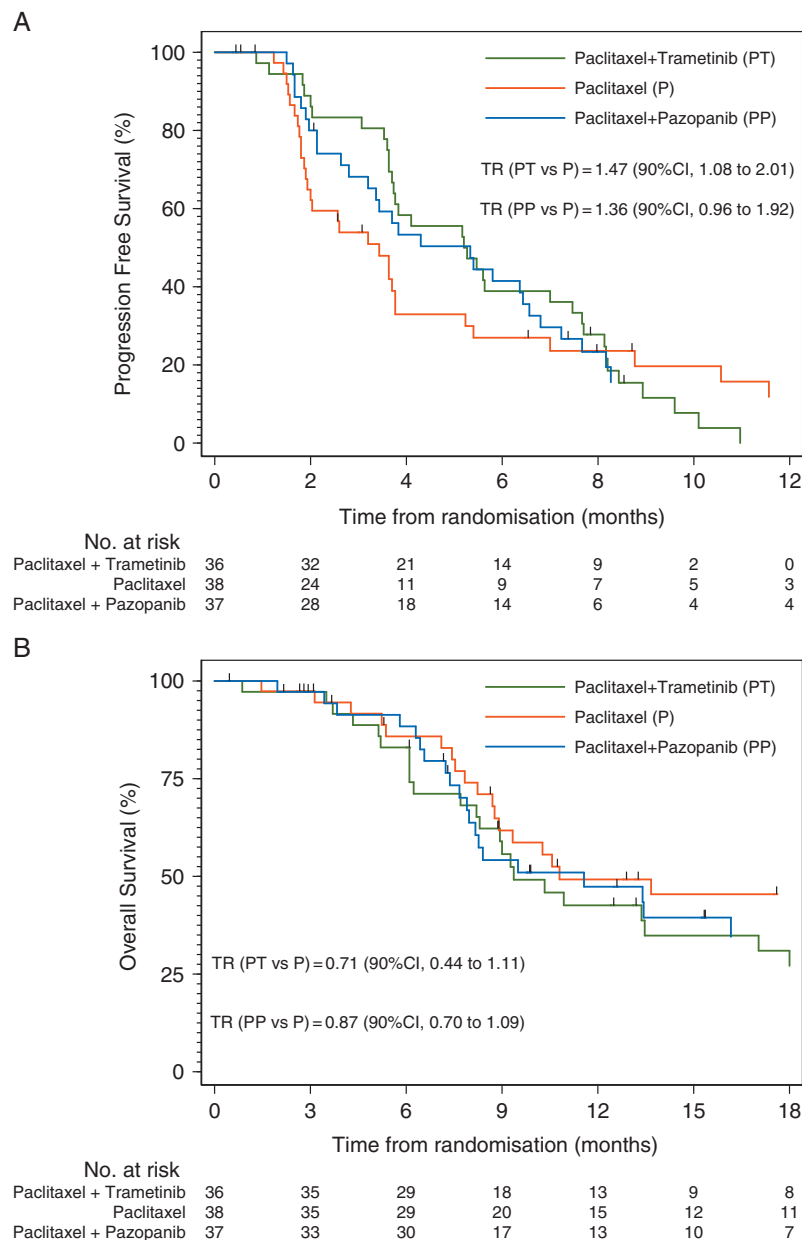 A
100
80
60
40
20
0
Progression Free Survival (%)
Paclitaxel+Trametinib (PT)
Paclitaxel (P)
Paclitaxel+Pazopanib (PP)
TR (PT vs P) = 1.47 (90%CI, 1.08 to 2.01)
TR (PP vs P) = 1.36 (90%CI, 0.96 to 1.92)
0 2 4 6 8 10 12
Time from randomisation (months)
No. at risk
Paclitaxel + Trametinib 36 32 21 14 9 2 0
Paclitaxel 38 24 11 9 7 5 3
Paclitaxel + Pazopanib 37 28 18 14 6 4 4
B
100
75
50
25
0
Overall Survival (%)
Paclitaxel+Trametinib (PT)
Paclitaxel (P)
Paclitaxel+Pazopanib (PP)
TR (PT vs P) = 0.71 (90%CI, 0.44 to 1.11)
TR (PP vs P) = 0.87 (90%CI, 0.70 to 1.09)
0 3 6 9 12 15 18
Time from randomisation (months)
No. at risk
Paclitaxel + Trametinib 36 35 29 18 13 9 8
Paclitaxel 38 35 29 20 15 12 11
Paclitaxel + Pazopanib 37 33 30 17 13 10 7